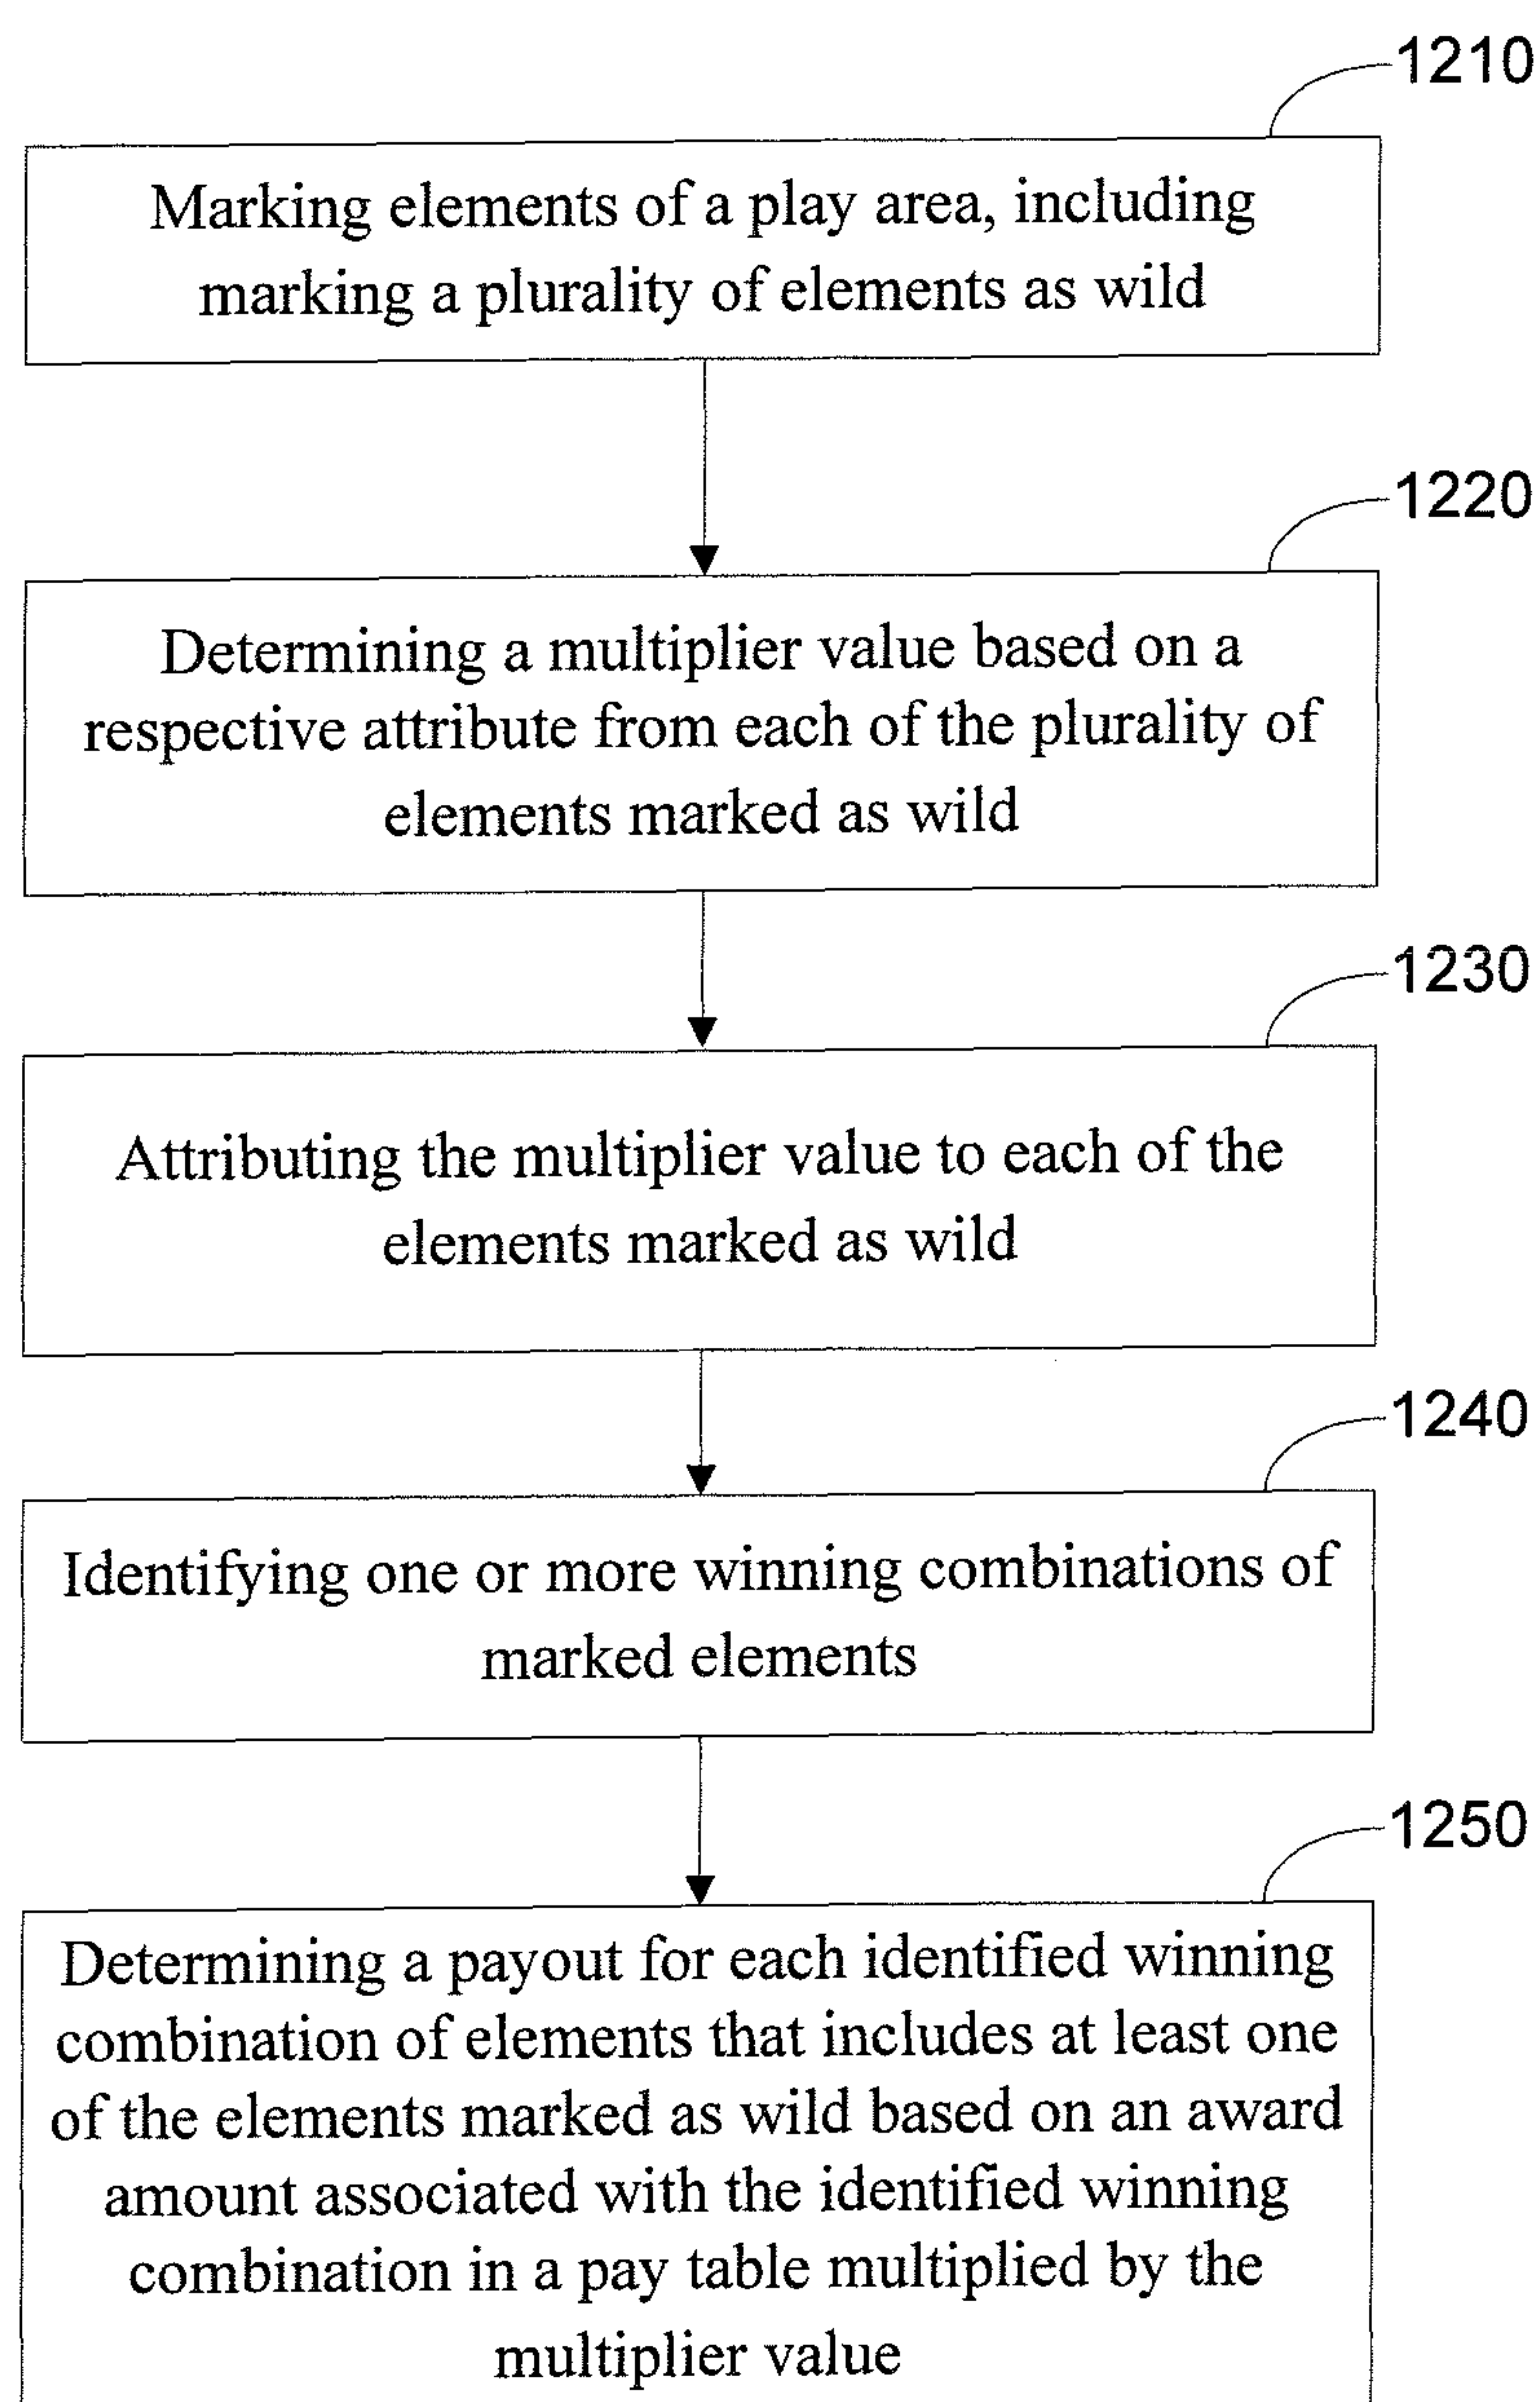 1210
Marking elements of a play area, including
marking a plurality of elements as wild
1220
Determining a multiplier value based on a
respective attribute from each of the plurality of
elements marked as wild
1230
Attributing the multiplier value to each of the
elements marked as wild
1240
Identifying one or more winning combinations of
marked elements
1250
Determining a payout for each identified winning
combination of elements that includes at least one
of the elements marked as wild based on an award
amount associated with the identified winning
combination in a pay table multiplied by the
multiplier value